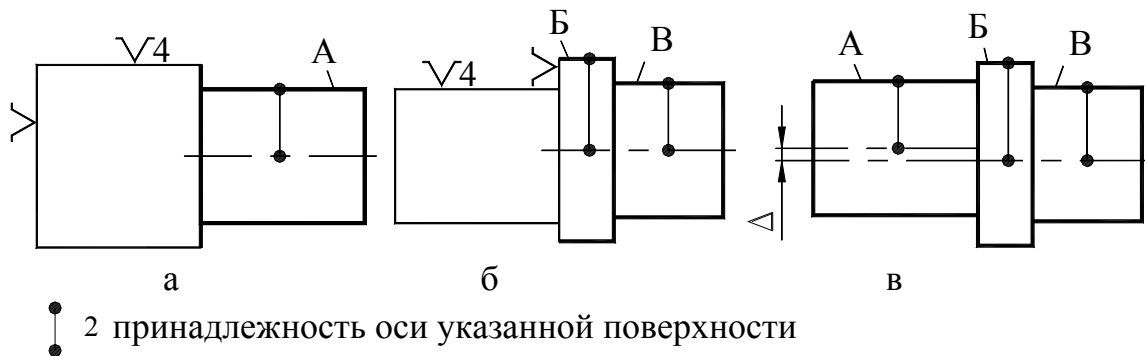 4 А
4 Б В
А Б В
Δ
а б в
2 принадлежность оси указанной поверхности